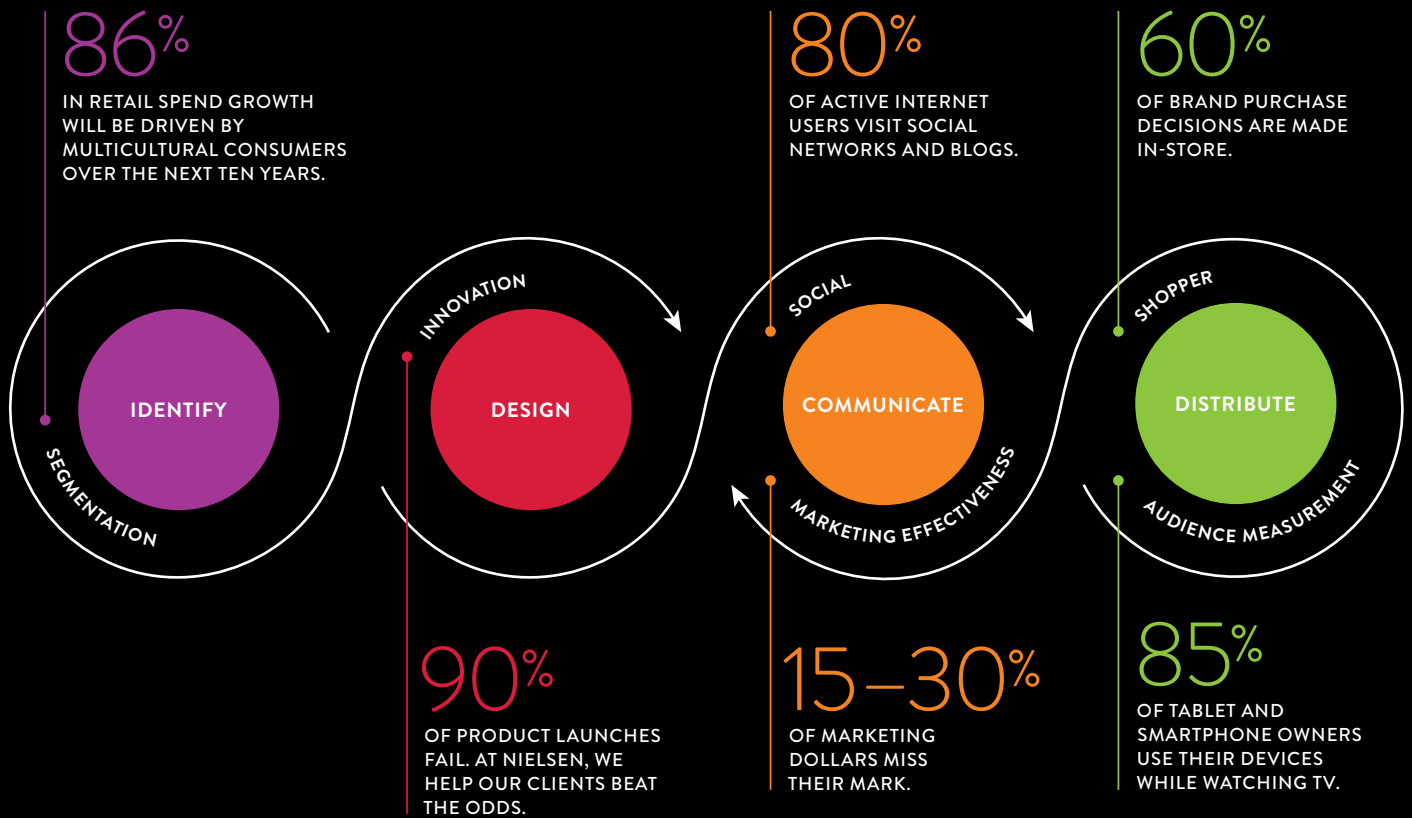 86%
IN RETAIL SPEND GROWTH
WILL BE DRIVEN BY
MULTICULTURAL CONSUMERS
OVER THE NEXT TEN YEARS.
80%
OF ACTIVE INTERNET
USERS VISIT SOCIAL
NETWORKS AND BLOGS.
60%
OF BRAND PURCHASE
DECISIONS ARE MADE
IN-STORE.
IDENTIFY
SEGMENTATION
INNOVATION
DESIGN
SOCIAL
COMMUNICATE
MARKETING EFFECTIVENESS
SHOPPER
DISTRIBUTE
AUDIENCE MEASUREMENT
90%
OF PRODUCT LAUNCHES
FAIL. AT NIELSEN, WE
HELP OUR CLIENTS BEAT
THE ODDS.
15–30%
OF MARKETING
DOLLARS MISS
THEIR MARK.
85%
OF TABLET AND
SMARTPHONE OWNERS
USE THEIR DEVICES
WHILE WATCHING TV.